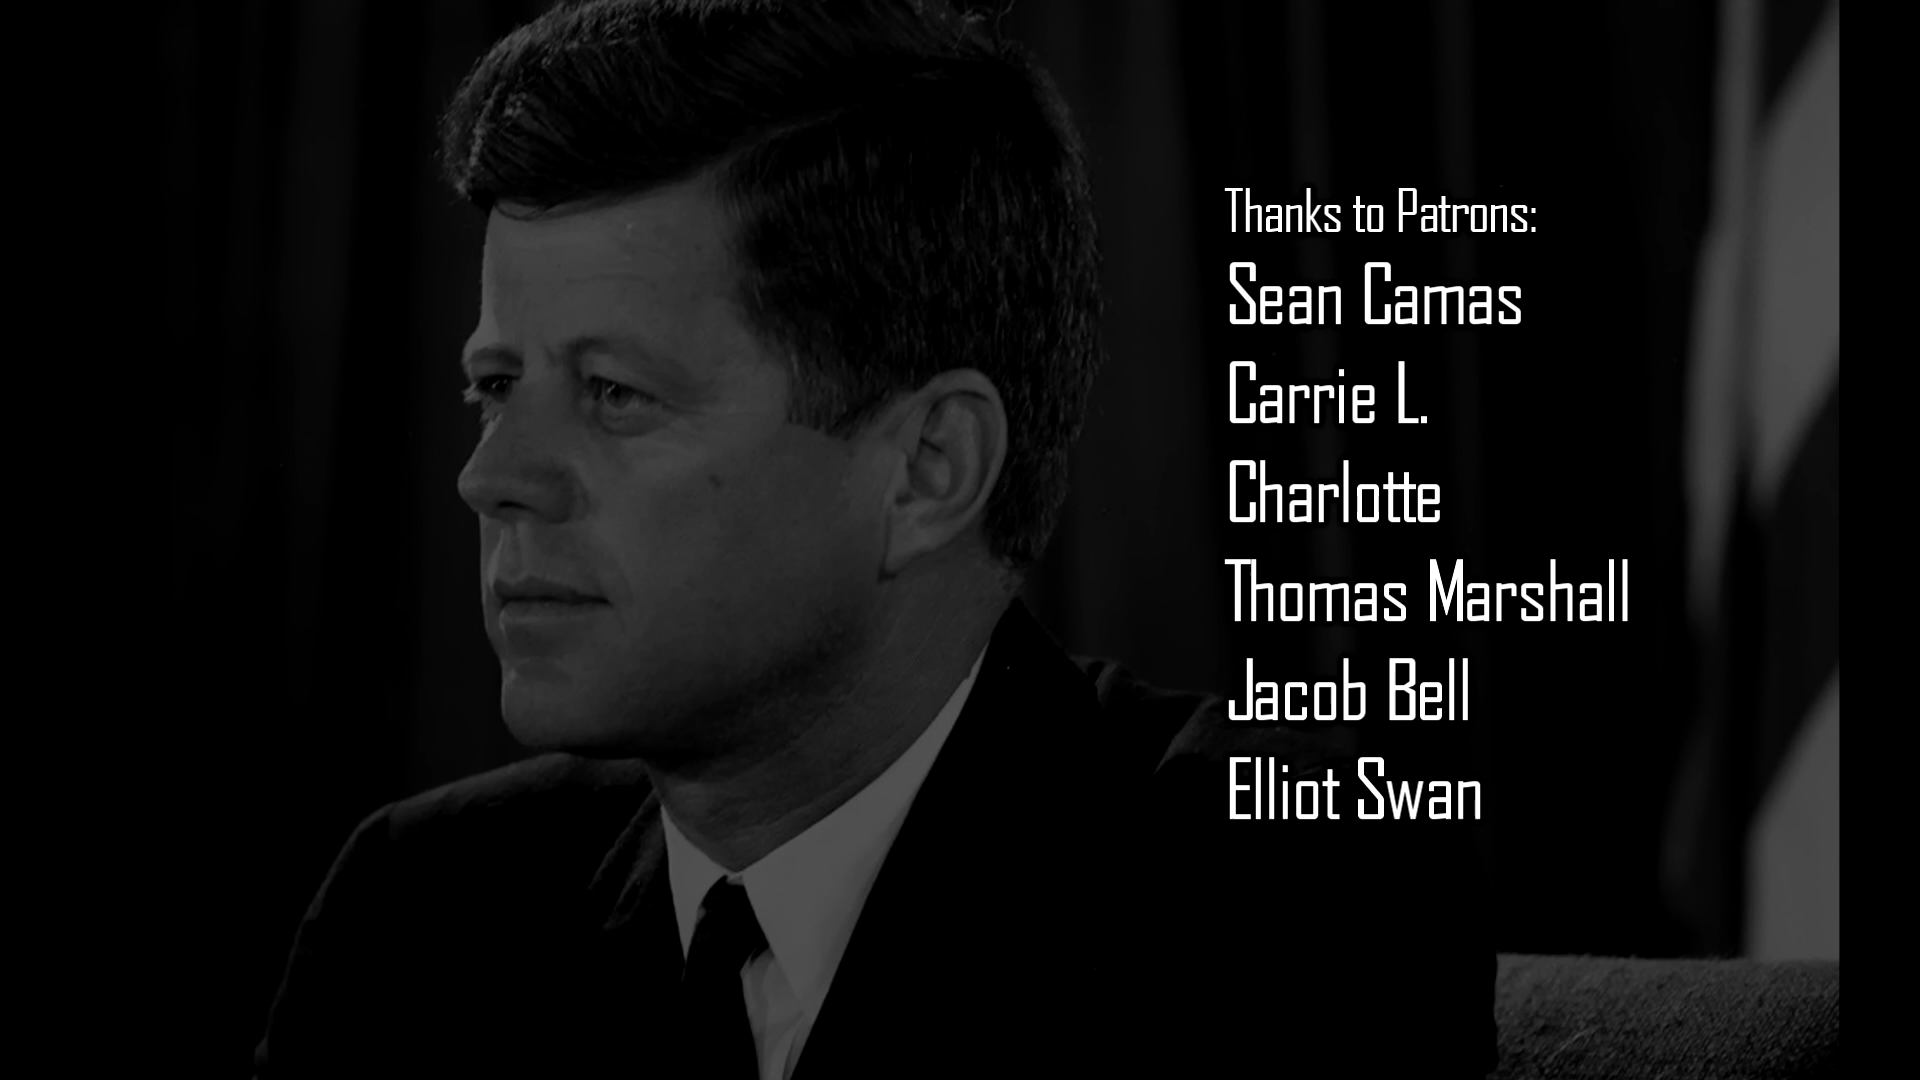 Thanks to Patrons:
Sean Camas
Carrie L.
Charlotte
Thomas Marshall
Jacob Bell
Elliot Swan